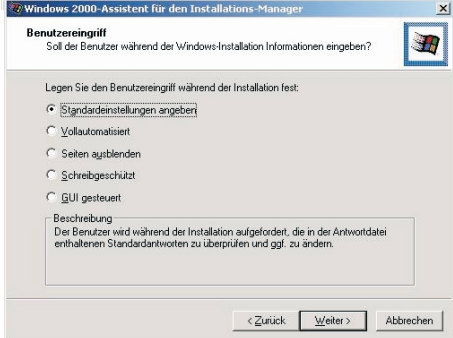 Windows 2000-Assistent für den Installations-Manager
Benutzereingriff
Soll der Benutzer während der Windows-Installation Informationen eingeben?
Legen Sie den Benutzereingriff während der Installation fest:
Standardeinstellungen angeben
Vollautomatisiert
Seiten ausblenden
Schreibgeschützt
GUI gesteuert
Beschreibung
Der Benutzer wird während der Installation aufgefordert, die in der Antwortdatei
enthaltenen Standardantworten zu überprüfen und ggf. zu ändern.
< Zurück Weiter > Abbrechen